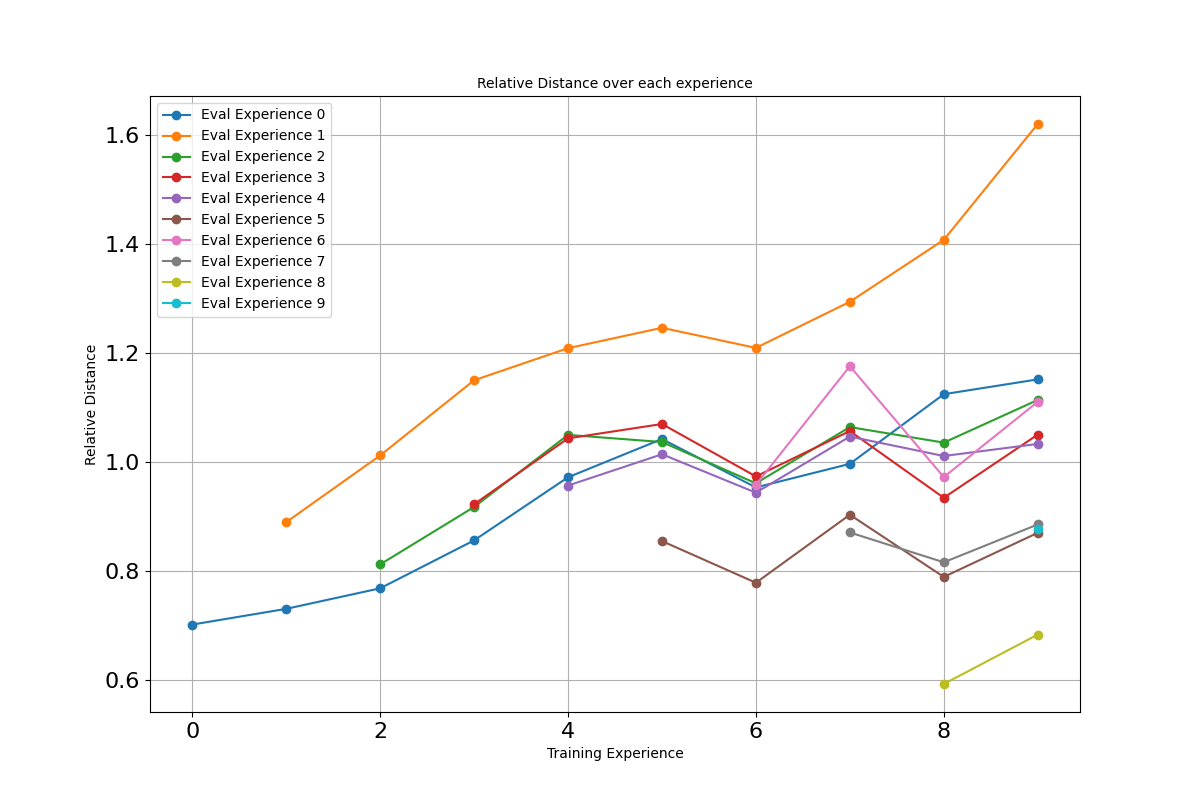 Relative Distance over each experience
Eval Experience 0
Eval Experience 1
Eval Experience 2
Eval Experience 3
Eval Experience 4
Eval Experience 5
Eval Experience 6
Eval Experience 7
Eval Experience 8
Eval Experience 9
1.6
1.4
1.2
1.0
0.8
0.6
Relative Distance
0 2 4 6 8
Training Experience